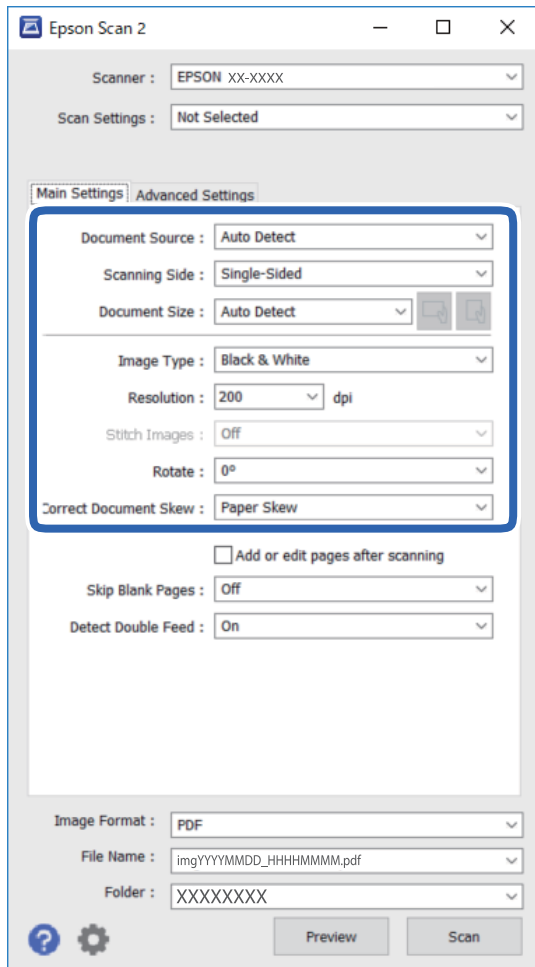 Epson Scan 2
Scanner : EPSON XX-XXXX
Scan Settings : Not Selected
Main Settings Advanced Settings
Document Source : Auto Detect
Scanning Side : Single-Sided
Document Size : Auto Detect
Image Type : Black & White
Resolution : 200 dpi
Stitch Images : Off
Rotate : 0º
Correct Document Skew : Paper Skew
Add or edit pages after scanning
Skip Blank Pages : Off
Detect Double Feed : On
Image Format : PDF
File Name : imgYYYYMMDD_HHHHMMMM.pdf
Folder : XXXXXXXX
? Preview Scan